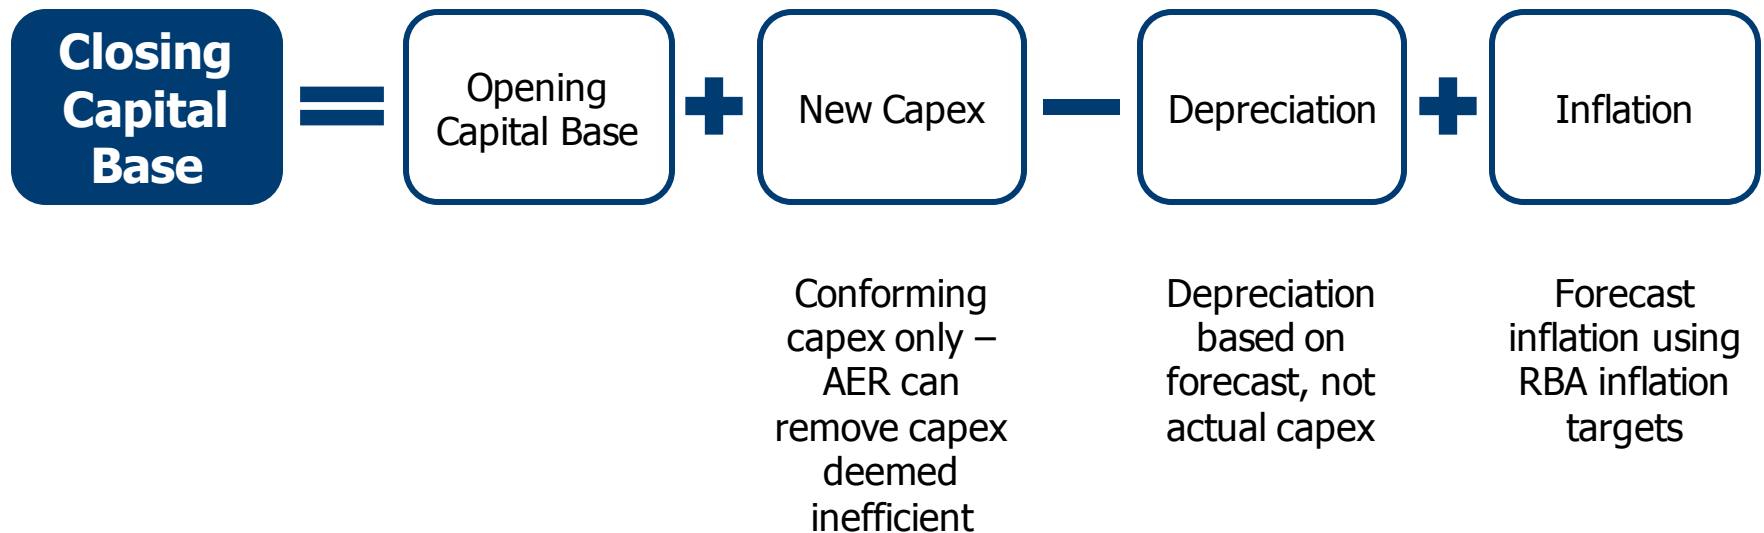 Closing
Capital
Base
Opening
Capital Base
New Capex
Depreciation
Inflation
Conforming
capex only –
AER can
remove capex
deemed
inefficient
Depreciation
based on
forecast, not
actual capex
Forecast
inflation using
RBA inflation
targets